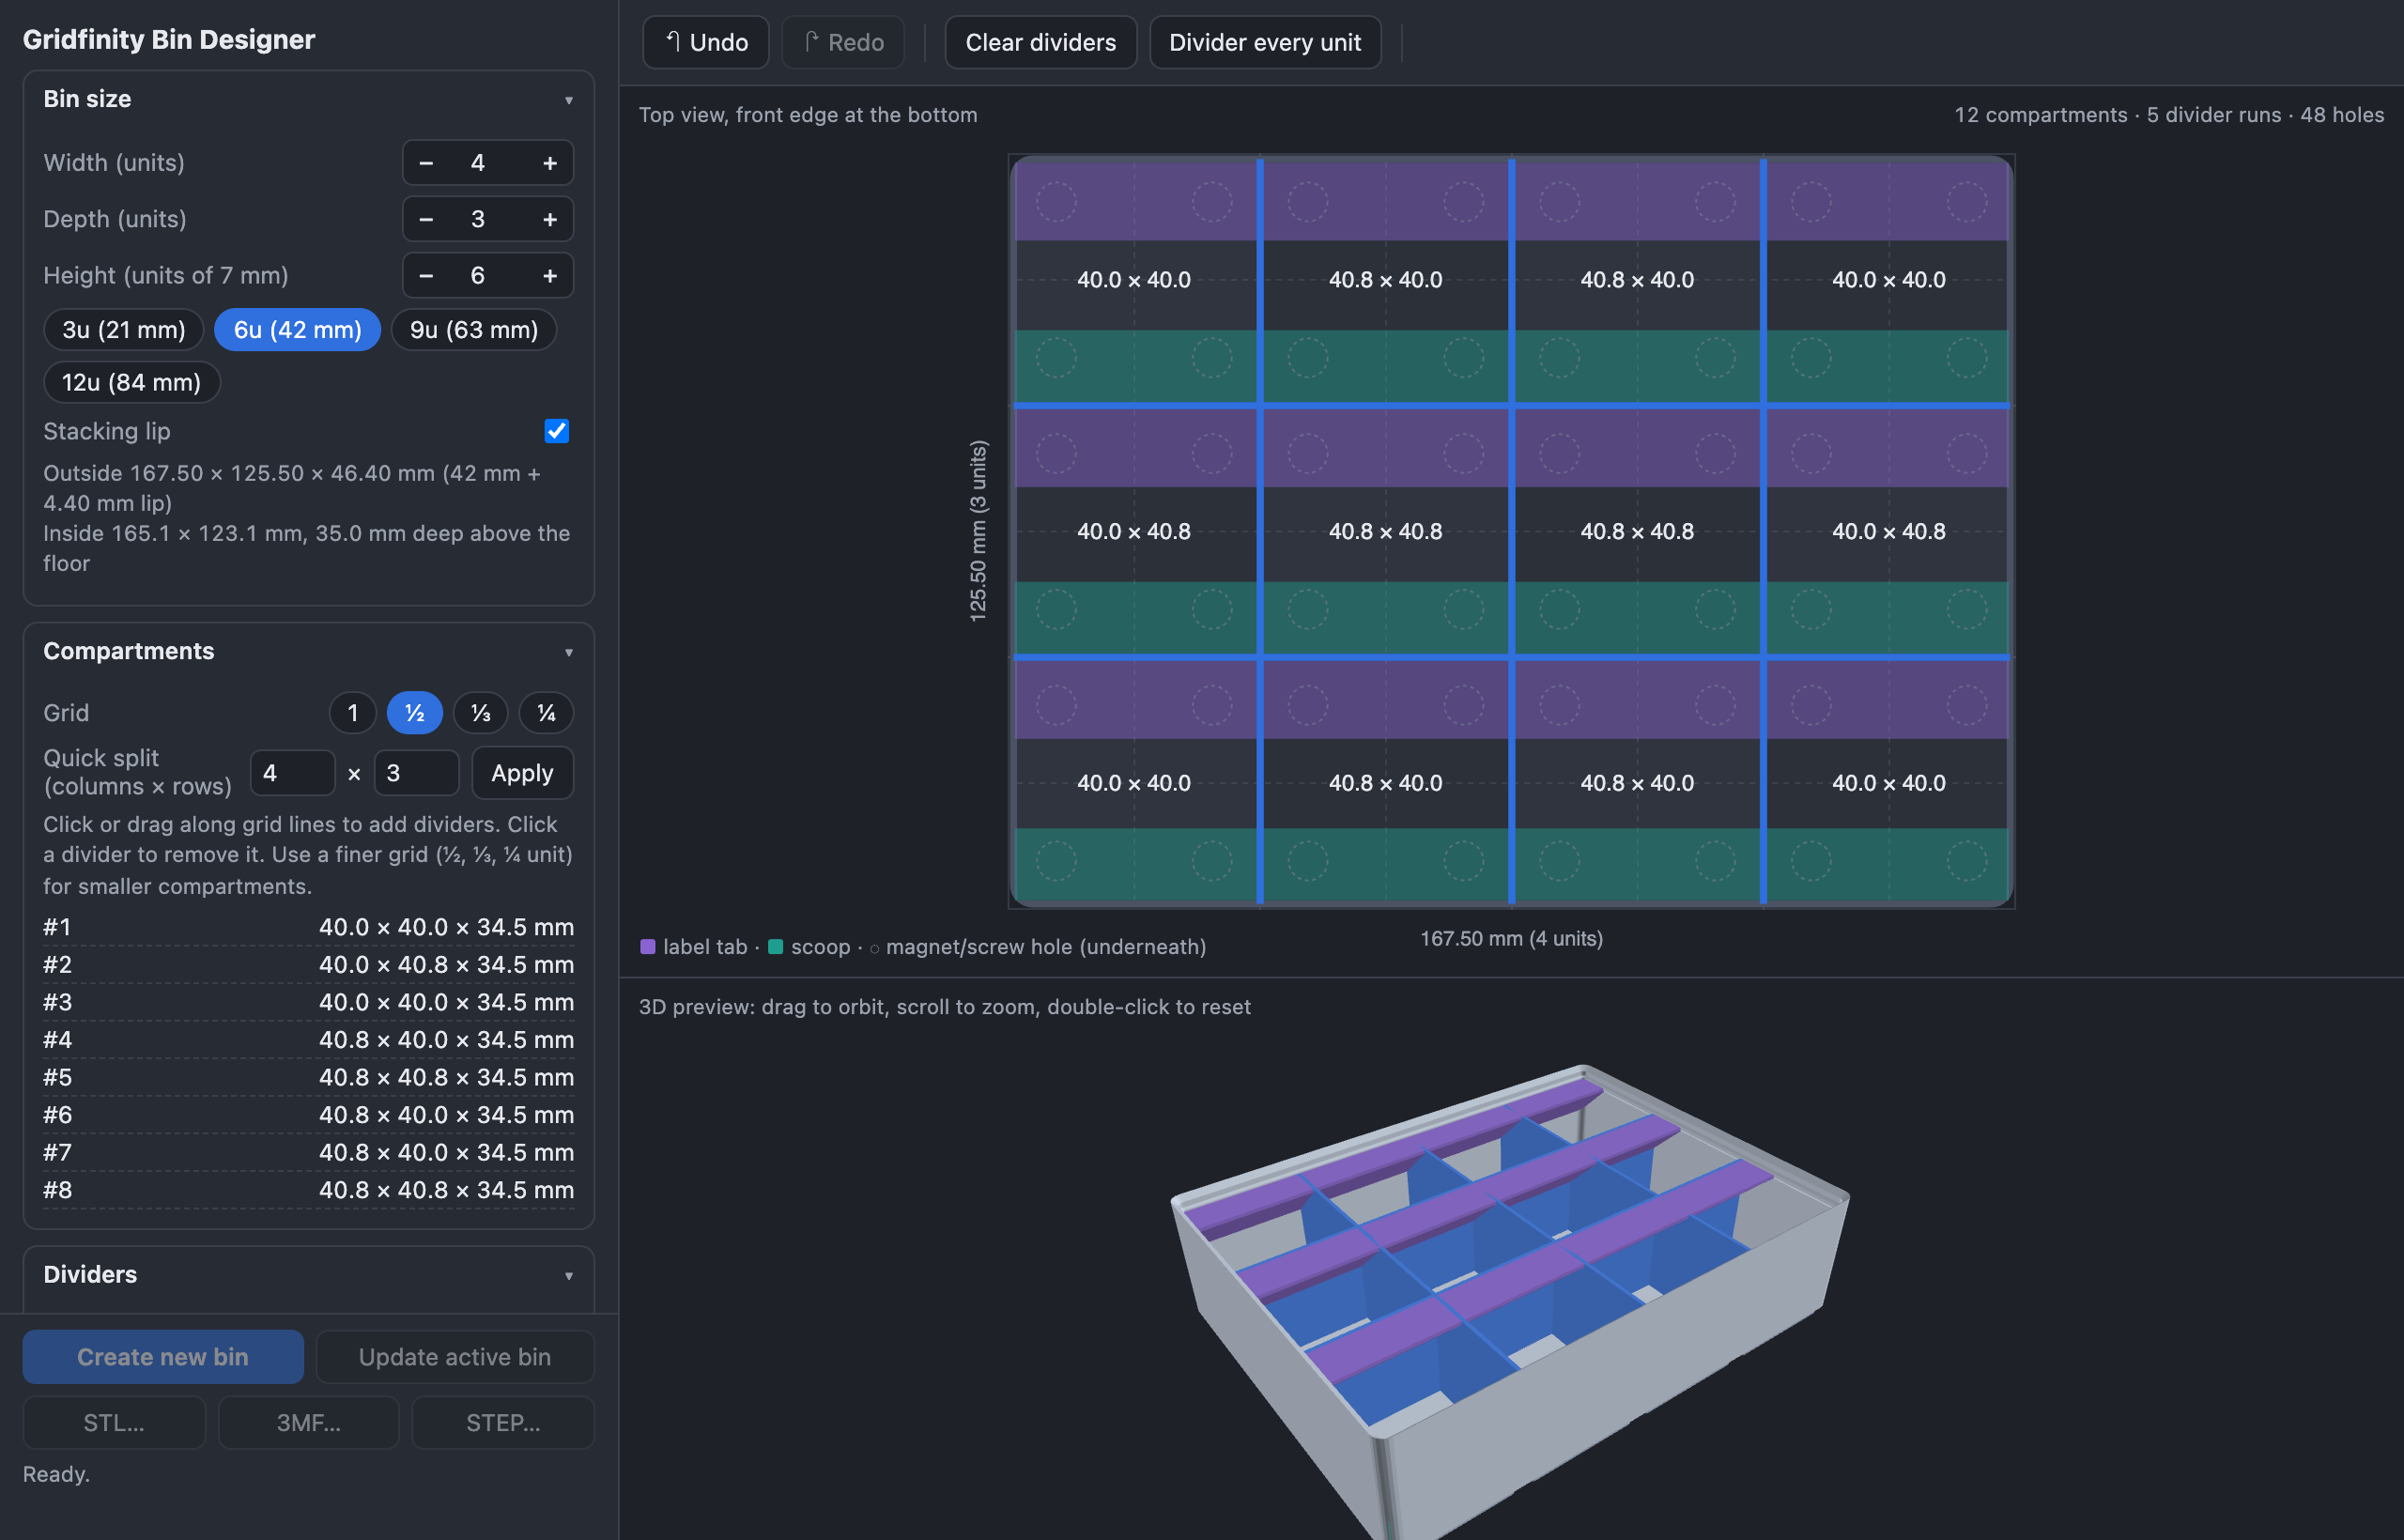 Gridfinity Bin Designer
Bin size
Width (units)
− 4 +
Depth (units)
− 3 +
Height (units of 7 mm)
− 6 +
3u (21 mm)
6u (42 mm)
9u (63 mm)
12u (84 mm)
Stacking lip
Outside 167.50 × 125.50 × 46.40 mm (42 mm +
4.40 mm lip)
Inside 165.1 × 123.1 mm, 35.0 mm deep above the
floor
Compartments
Grid
1
½
⅓
¼
Quick split
(columns × rows)
4 × 3
Apply
Click or drag along grid lines to add dividers. Click
a divider to remove it. Use a finer grid (½, ⅓, ¼ unit)
for smaller compartments.
#1 40.0 × 40.0 × 34.5 mm
#2 40.0 × 40.8 × 34.5 mm
#3 40.0 × 40.0 × 34.5 mm
#4 40.8 × 40.0 × 34.5 mm
#5 40.8 × 40.8 × 34.5 mm
#6 40.8 × 40.0 × 34.5 mm
#7 40.8 × 40.0 × 34.5 mm
#8 40.8 × 40.8 × 34.5 mm
Dividers
Create new bin
Update active bin
STL...
3MF...
STEP...
Ready.
Undo
Redo
Clear dividers
Divider every unit
Top view, front edge at the bottom
12 compartments · 5 divider runs · 48 holes
40.0 × 40.0
40.8 × 40.0
40.8 × 40.0
40.0 × 40.0
40.0 × 40.8
40.8 × 40.8
40.8 × 40.8
40.0 × 40.8
40.0 × 40.0
40.8 × 40.0
40.8 × 40.0
40.0 × 40.0
125.50 mm (3 units)
167.50 mm (4 units)
label tab · scoop · magnet/screw hole (underneath)
3D preview: drag to orbit, scroll to zoom, double-click to reset